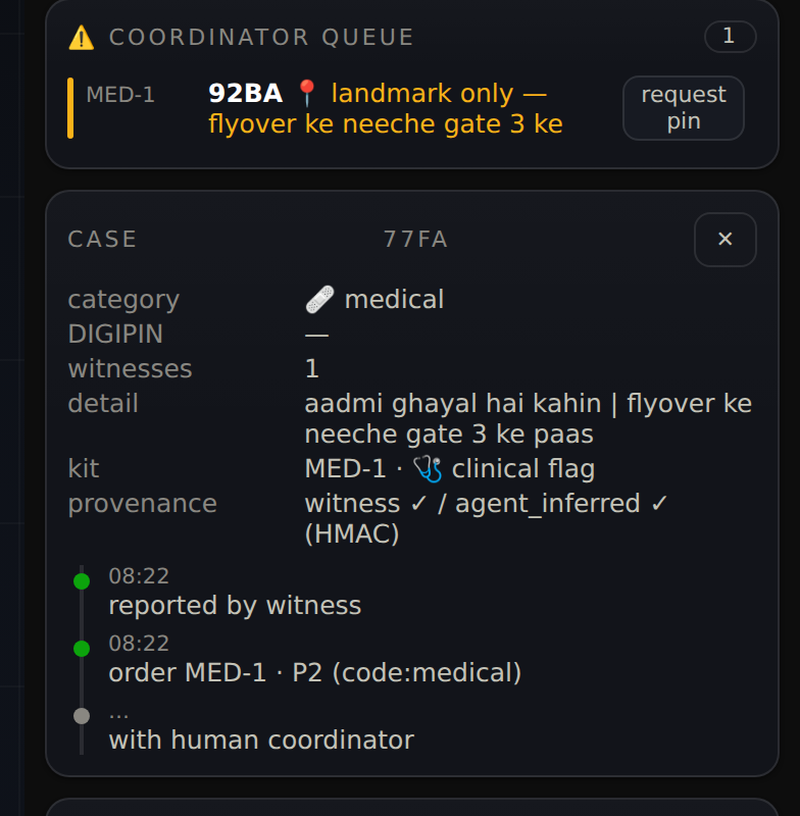 ⚠️ COORDINATOR QUEUE 1
MED-1 92BA 📍 landmark only —
flyover ke neeche gate 3 ke
request
pin
CASE 77FA ✕
category 🩹 medical
DIGIPIN —
witnesses 1
detail aadmi ghayal hai kahin | flyover ke
neeche gate 3 ke paas
kit MED-1 · 🩺 clinical flag
provenance witness ✓ / agent_inferred ✓
(HMAC)
08:22
reported by witness
08:22
order MED-1 · P2 (code:medical)
...
with human coordinator